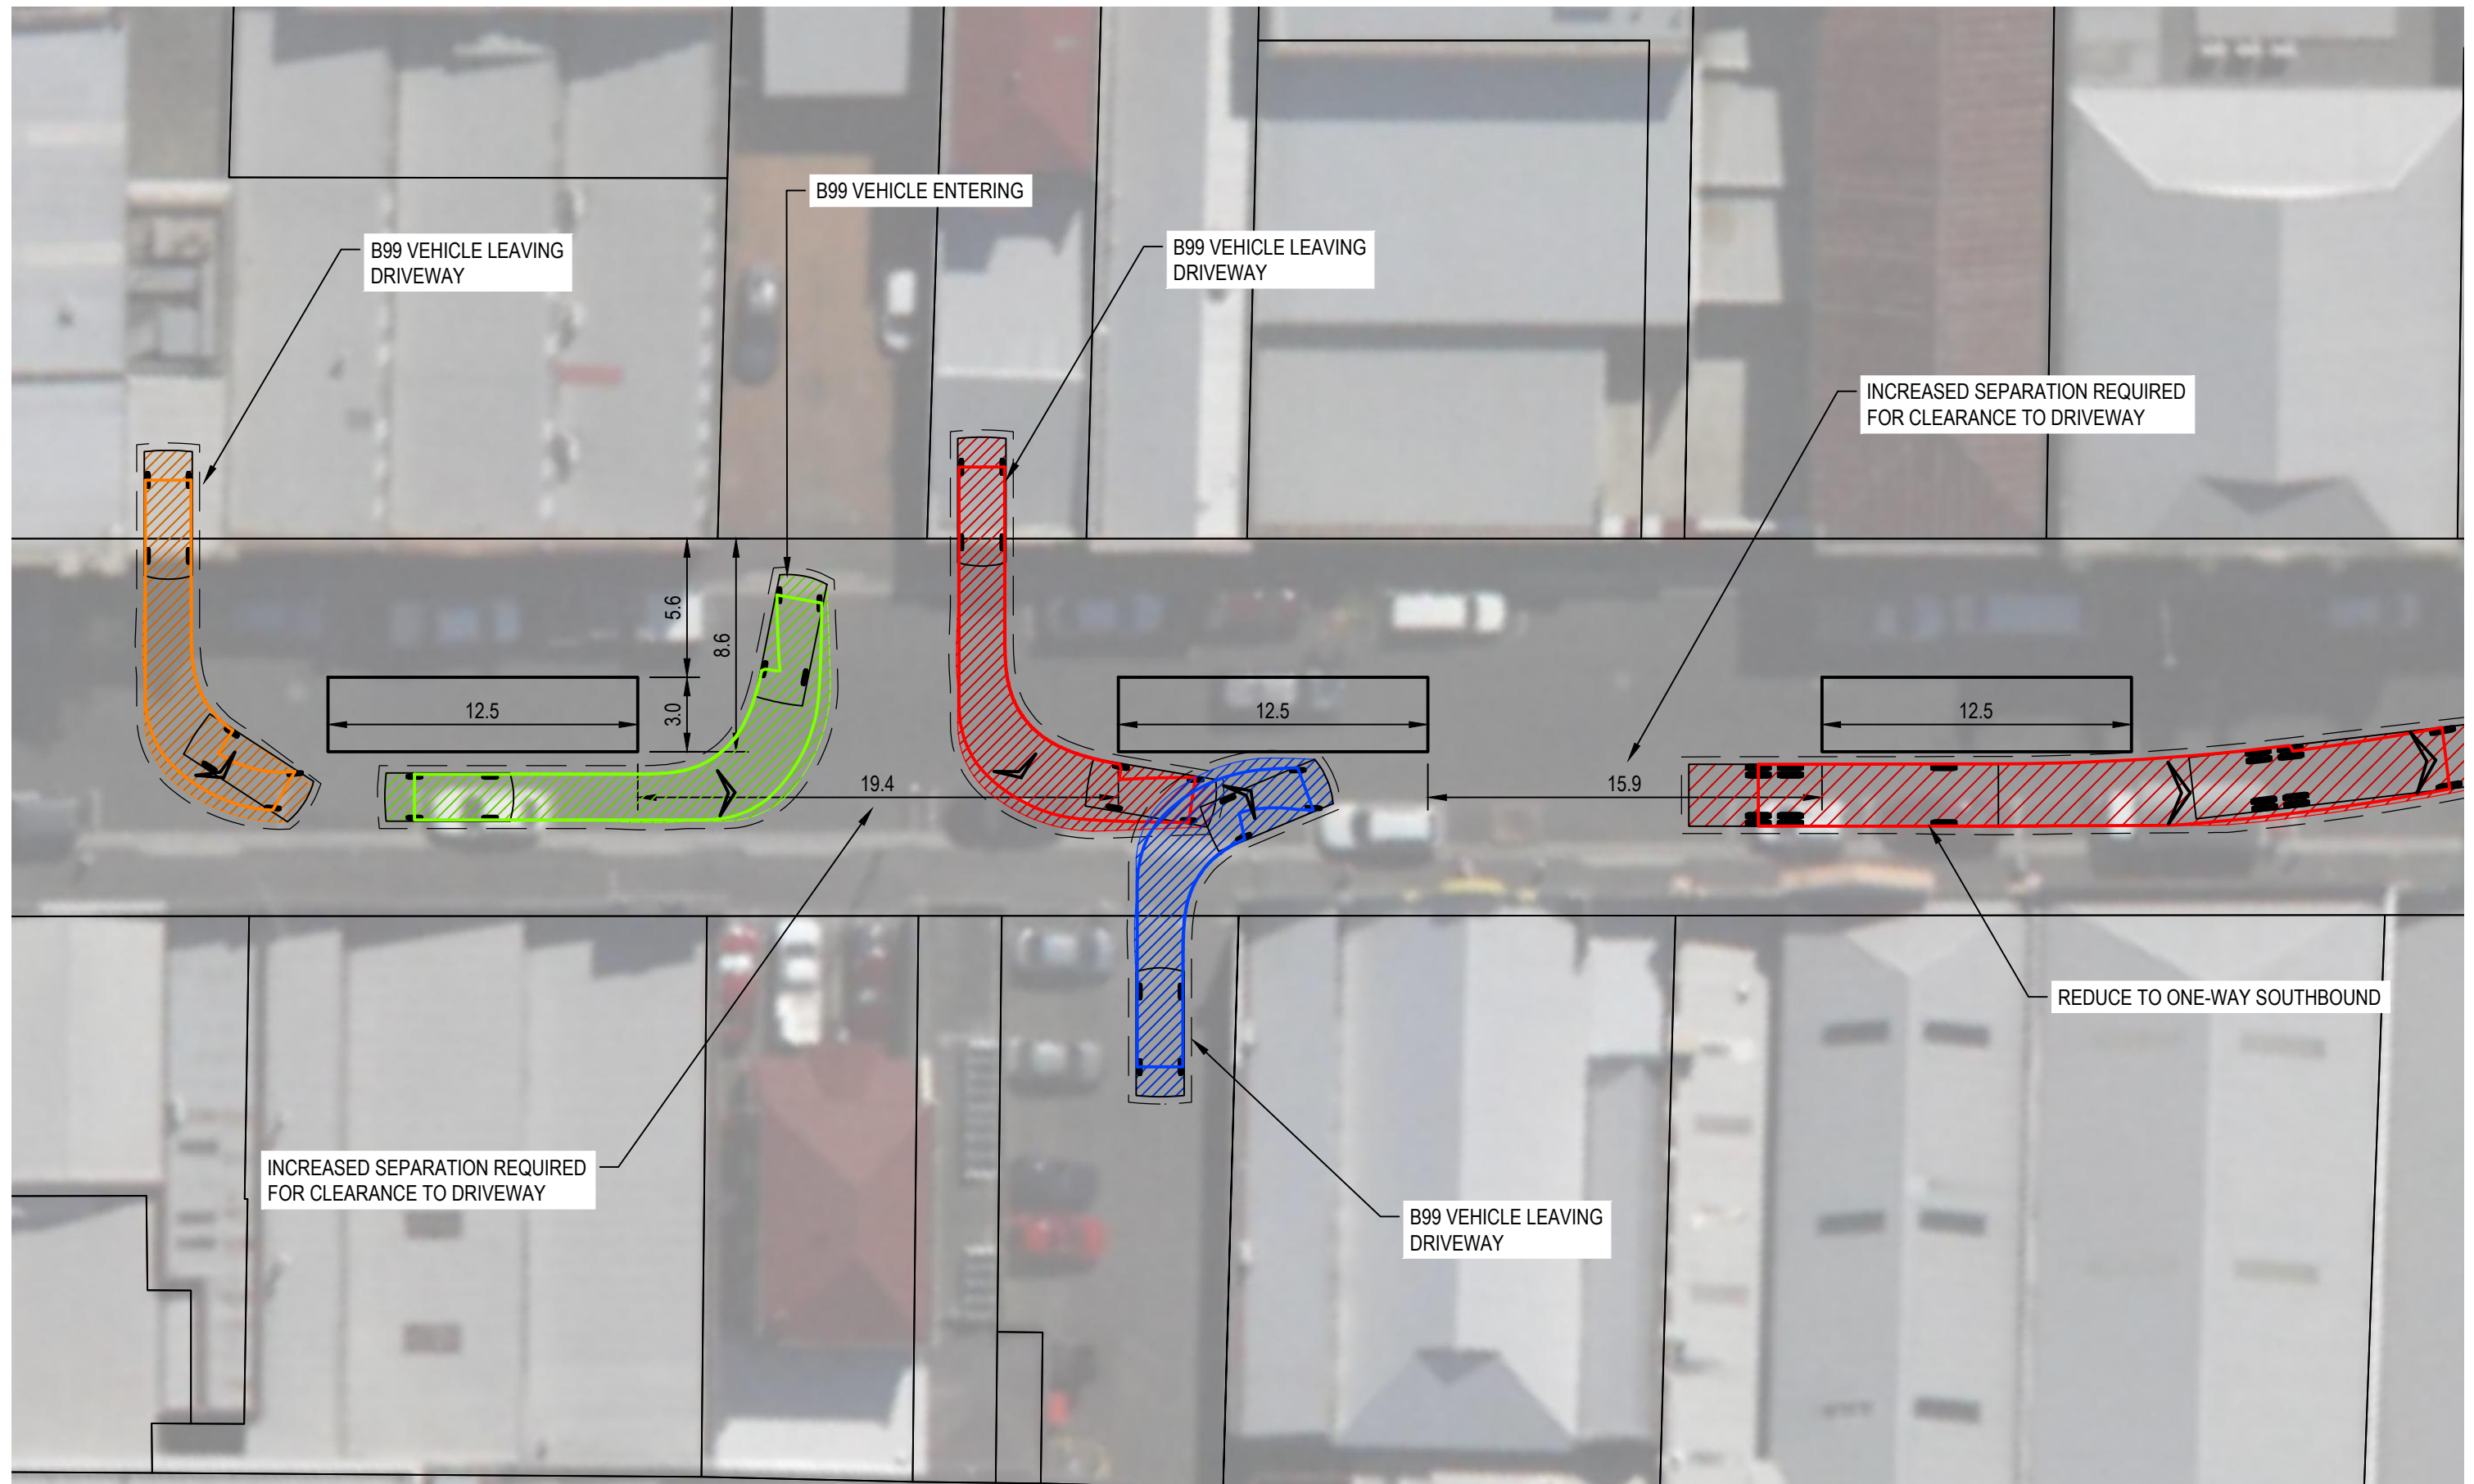 B99 VEHICLE ENTERING
B99 VEHICLE LEAVING
DRIVEWAY
B99 VEHICLE LEAVING
DRIVEWAY
INCREASED SEPARATION REQUIRED
FOR CLEARANCE TO DRIVEWAY
5.6
8.6
3.0
12.5
12.5
12.5
19.4
15.9
REDUCE TO ONE-WAY SOUTHBOUND
INCREASED SEPARATION REQUIRED
FOR CLEARANCE TO DRIVEWAY
B99 VEHICLE LEAVING
DRIVEWAY